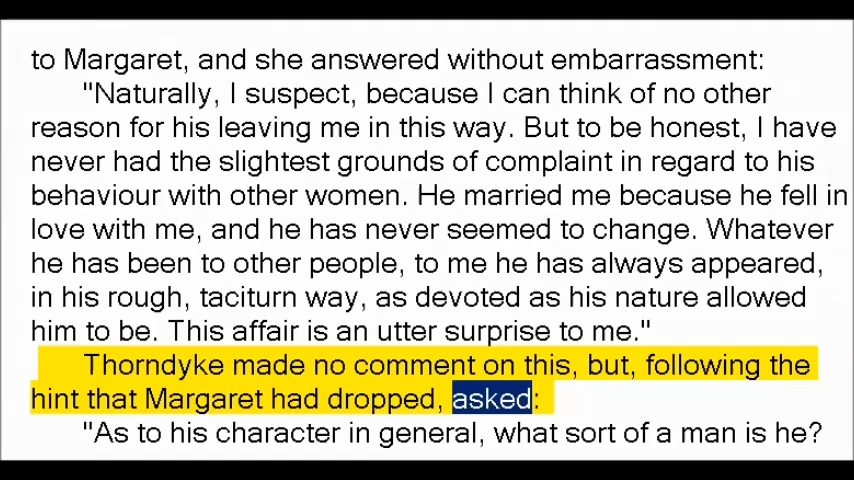 to Margaret, and she answered without embarrassment:
"Naturally, I suspect, because I can think of no other
reason for his leaving me in this way. But to be honest, I have
never had the slightest grounds of complaint in regard to his
behaviour with other women. He married me because he fell in
love with me, and he has never seemed to change. Whatever
he has been to other people, to me he has always appeared,
in his rough, taciturn way, as devoted as his nature allowed
him to be. This affair is an utter surprise to me."
Thorndyke made no comment on this, but, following the
hint that Margaret had dropped, asked:
"As to his character in general, what sort of a man is he?